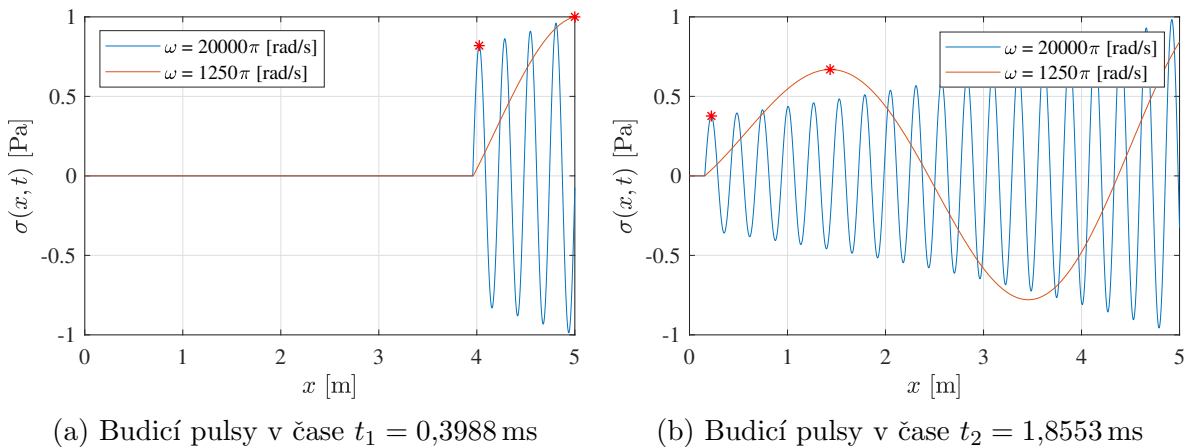 1
0.5
0
-0.5
-1
σ(x, t) [Pa]
ω = 20000π [rad/s]
ω = 1250π [rad/s]
0 1 2 3 4 5
x [m]
(a) Budicí pulsy v čase t₁ = 0,3988 ms
1
0.5
0
-0.5
-1
σ(x, t) [Pa]
ω = 20000π [rad/s]
ω = 1250π [rad/s]
0 1 2 3 4 5
x [m]
(b) Budicí pulsy v čase t₂ = 1,8553 ms